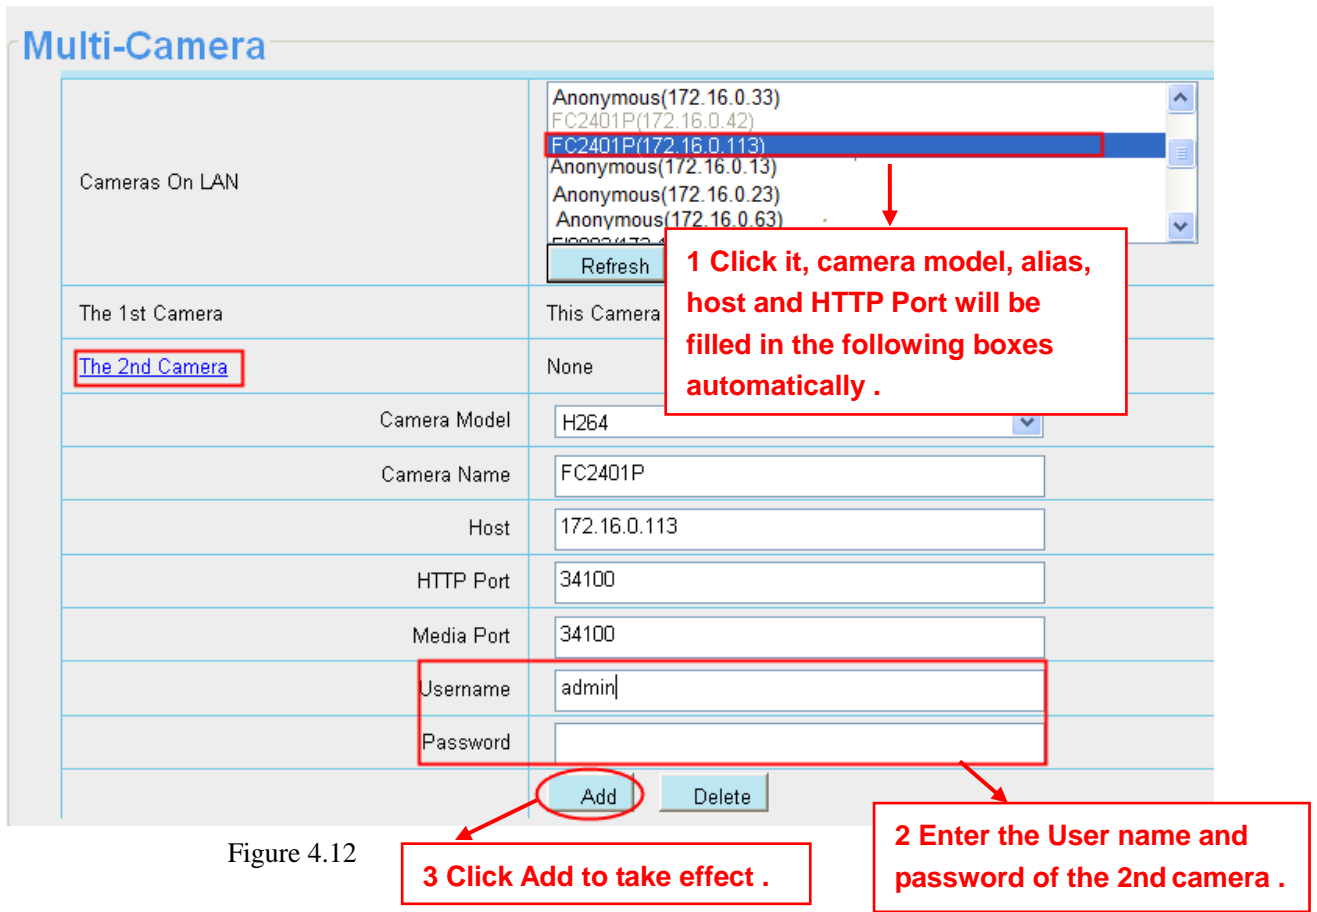 Multi-Camera
Anonymous(172.16.0.33)
FC2401P(172.16.0.42)
FC2401P(172.16.0.113)
Anonymous(172.16.0.13)
Cameras On LAN
Anonymous(172.16.0.23)
Anonymous(172.16.0.63)
Refresh
1 Click it, camera model, alias,
host and HTTP Port will be
filled in the following boxes
automatically .
The 1st Camera
This Camera
The 2nd Camera
None
Camera Model
H264
Camera Name
FC2401P
Host
172.16.0.113
HTTP Port
34100
Media Port
34100
Username
admin
Password
Add
Delete
2 Enter the User name and
password of the 2nd camera .
Figure 4.12
3 Click Add to take effect .